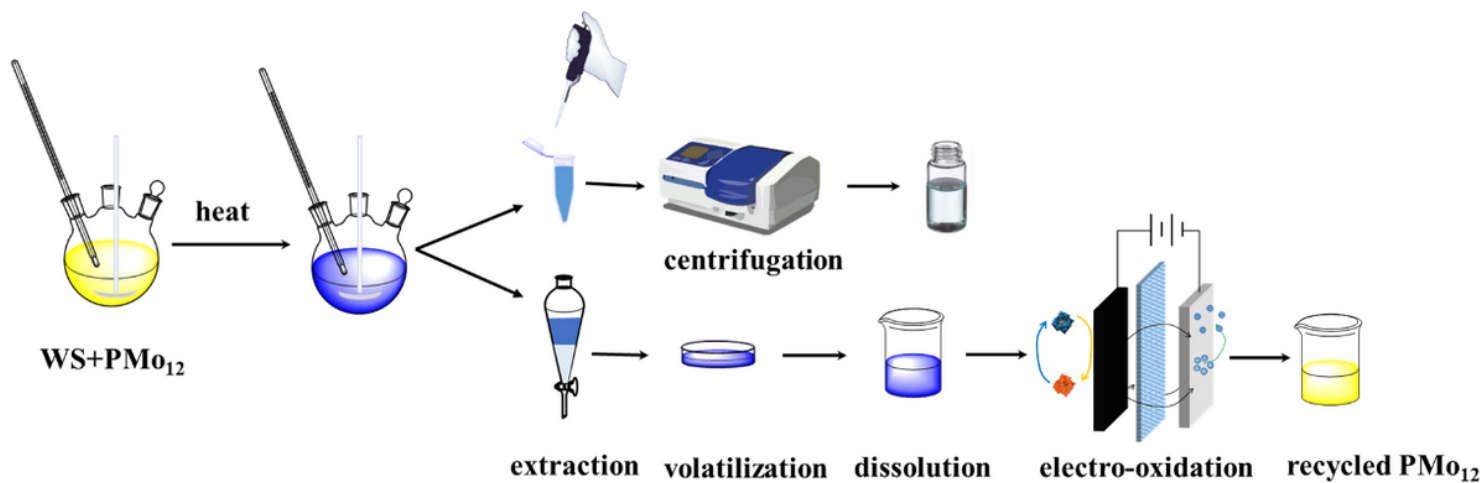 heat
WS+PMo₁₂
centrifugation
extraction
volatilization
dissolution
electro-oxidation
recycled PMo₁₂